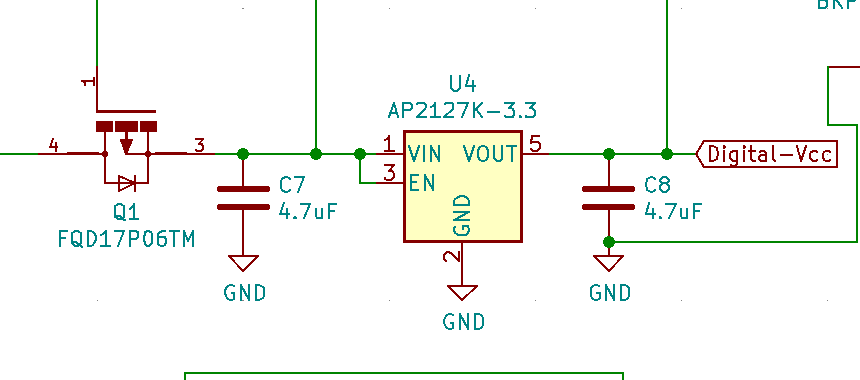 1
4
3
Q1
FQD17P06TM
C7
4.7uF
GND
U4
AP2127K-3.3
1
VIN
VOUT
5
3
EN
GND
2
GND
C8
4.7uF
GND
Digital-Vcc